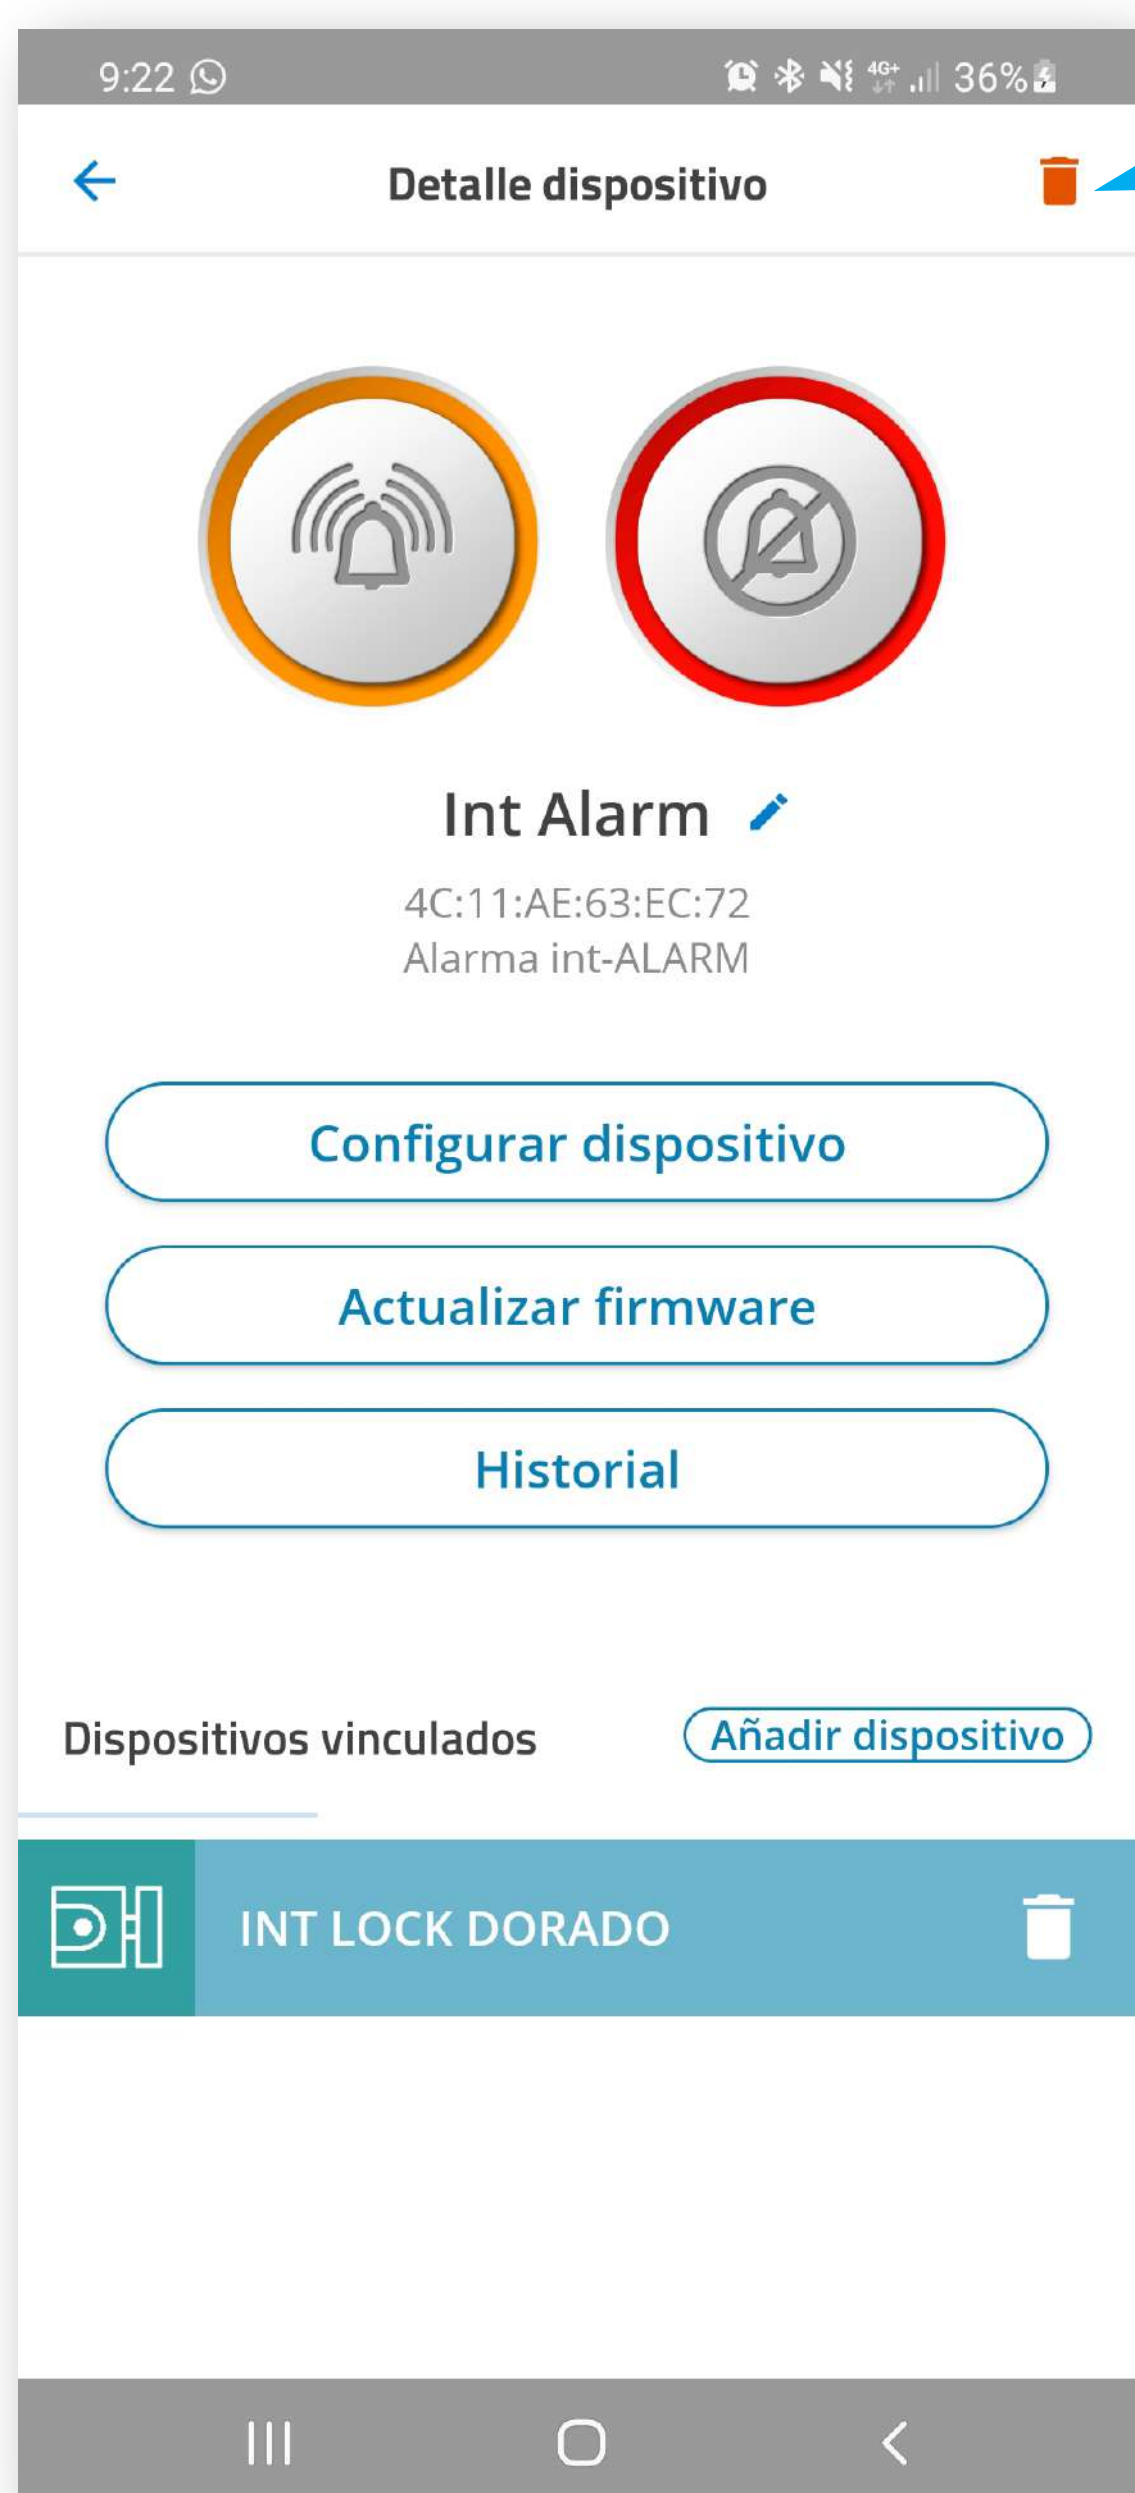 9:22
4G+ 36%
Detalle dispositivo
Int Alarm
4C:11:AE:63:EC:72
Alarma int-ALARM
Configurar dispositivo
Actualizar firmware
Historial
Dispositivos vinculados
Añadir dispositivo
INT LOCK DORADO